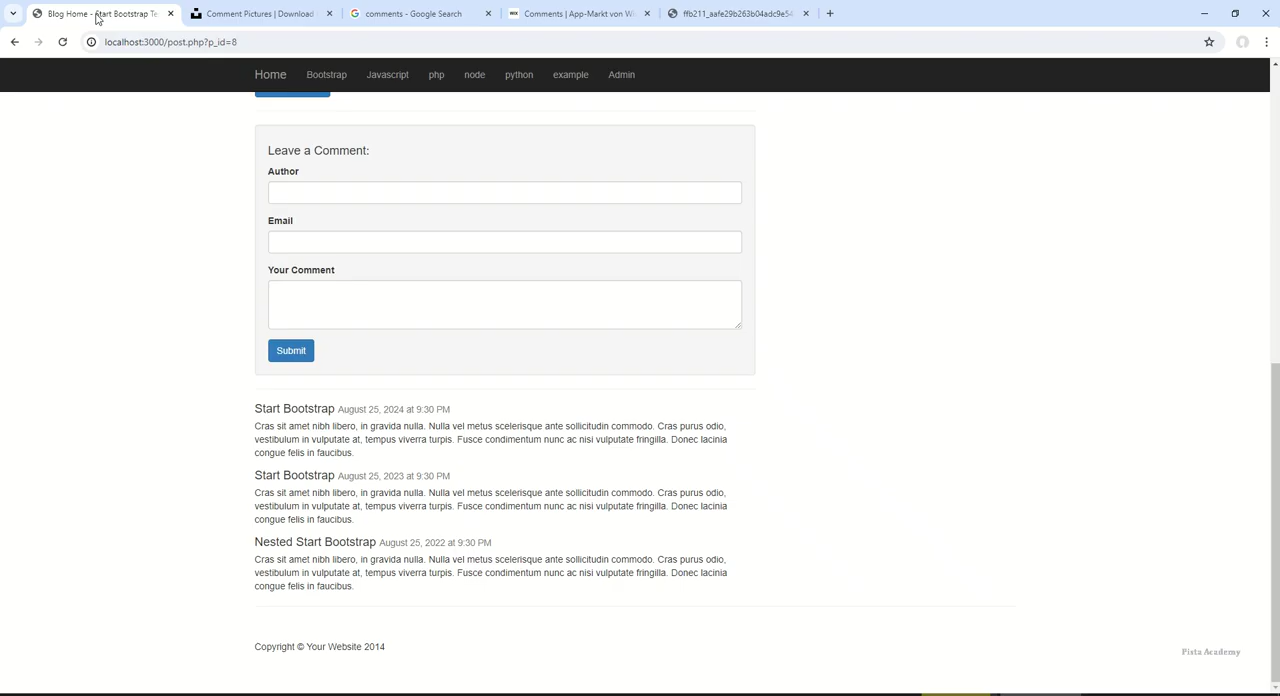 Blog Home - Start Bootstrap Te
Comment Pictures | Download
comments - Google Search
Comments | App-Markt von Wi
ffb211_aafe29b263b04adc9e54
localhost:3000/post.php?p_id=8
Home Bootstrap Javascript php node python example Admin
Leave a Comment:
Author
Email
Your Comment
Submit
Start Bootstrap August 25, 2024 at 9:30 PM
Cras sit amet nibh libero, in gravida nulla. Nulla vel metus scelerisque ante sollicitudin commodo. Cras purus odio,
vestibulum in vulputate at, tempus viverra turpis. Fusce condimentum nunc ac nisi vulputate fringilla. Donec lacinia
congue felis in faucibus.
Start Bootstrap August 25, 2023 at 9:30 PM
Cras sit amet nibh libero, in gravida nulla. Nulla vel metus scelerisque ante sollicitudin commodo. Cras purus odio,
vestibulum in vulputate at, tempus viverra turpis. Fusce condimentum nunc ac nisi vulputate fringilla. Donec lacinia
congue felis in faucibus.
Nested Start Bootstrap August 25, 2022 at 9:30 PM
Cras sit amet nibh libero, in gravida nulla. Nulla vel metus scelerisque ante sollicitudin commodo. Cras purus odio,
vestibulum in vulputate at, tempus viverra turpis. Fusce condimentum nunc ac nisi vulputate fringilla. Donec lacinia
congue felis in faucibus.
Copyright © Your Website 2014
Pista Academy